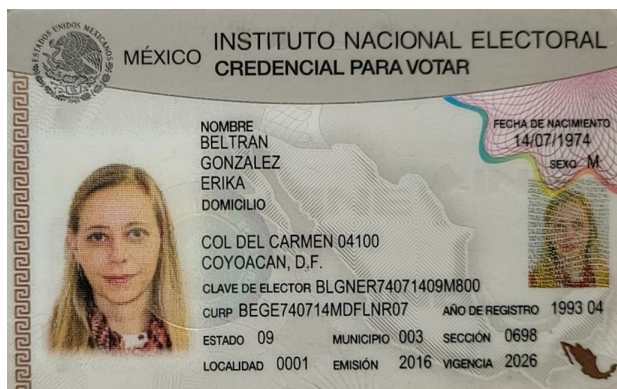 ESTADOS UNIDOS MEXICANOS
MÉXICO INSTITUTO NACIONAL ELECTORAL
CREDENCIAL PARA VOTAR
NOMBRE
BELTRAN
GONZALEZ
ERIKA
FECHA DE NACIMIENTO
14/07/1974
SEXO M
DOMICILIO
COL DEL CARMEN 04100
COYOACAN, D.F.
CLAVE DE ELECTOR BLGNER74071409M800
CURP BEGE740714MDFLNR07 AÑO DE REGISTRO 1993 04
ESTADO 09 MUNICIPIO 003 SECCIÓN 0698
LOCALIDAD 0001 EMISIÓN 2016 VIGENCIA 2026